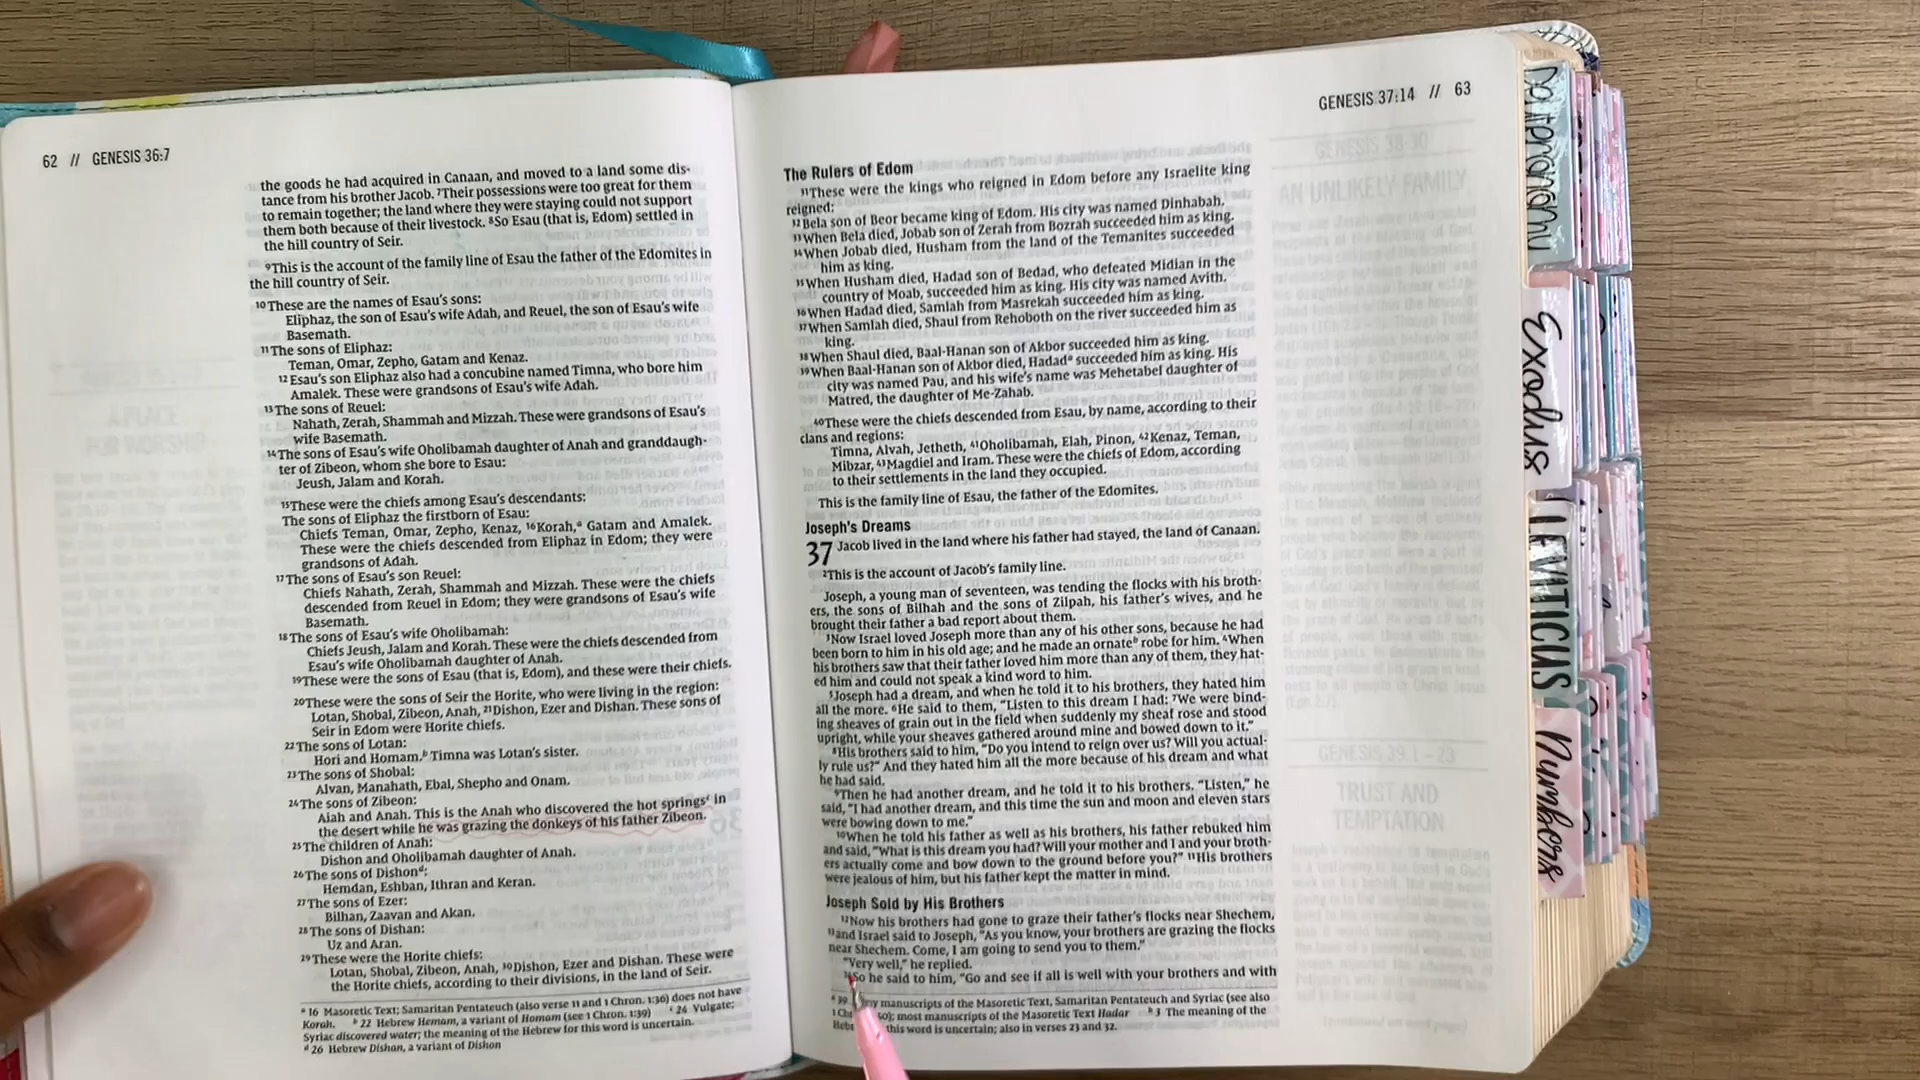 62 // GENESIS 36:7
the goods he had acquired in Canaan, and moved to a land some dis-
tance from his brother Jacob. ⁷Their possessions were too great for them
to remain together; the land where they were staying could not support
them both because of their livestock. ⁸So Esau (that is, Edom) settled in
the hill country of Seir.
⁹This is the account of the family line of Esau the father of the Edomites in
the hill country of Seir.
¹⁰These are the names of Esau's sons:
Eliphaz, the son of Esau's wife Adah, and Reuel, the son of Esau's wife
Basemath.
¹¹The sons of Eliphaz:
Teman, Omar, Zepho, Gatam and Kenaz.
¹²Esau's son Eliphaz also had a concubine named Timna, who bore him
Amalek. These were grandsons of Esau's wife Adah.
¹³The sons of Reuel:
Nahath, Zerah, Shammah and Mizzah. These were grandsons of Esau's
wife Basemath.
¹⁴The sons of Esau's wife Oholibamah daughter of Anah and granddaugh-
ter of Zibeon, whom she bore to Esau:
Jeush, Jalam and Korah.
¹⁵These were the chiefs among Esau's descendants:
The sons of Eliphaz the firstborn of Esau:
Chiefs Teman, Omar, Zepho, Kenaz, ¹⁶Korah,ᵃ Gatam and Amalek.
These were the chiefs descended from Eliphaz in Edom; they were
grandsons of Adah.
¹⁷The sons of Esau's son Reuel:
Chiefs Nahath, Zerah, Shammah and Mizzah. These were the chiefs
descended from Reuel in Edom; they were grandsons of Esau's wife
Basemath.
¹⁸The sons of Esau's wife Oholibamah:
Chiefs Jeush, Jalam and Korah. These were the chiefs descended from
Esau's wife Oholibamah daughter of Anah.
¹⁹These were the sons of Esau (that is, Edom), and these were their chiefs.
²⁰These were the sons of Seir the Horite, who were living in the region:
Lotan, Shobal, Zibeon, Anah, ²¹Dishon, Ezer and Dishan. These sons of
Seir in Edom were Horite chiefs.
²²The sons of Lotan:
Hori and Homam.ᵇ Timna was Lotan's sister.
²³The sons of Shobal:
Alvan, Manahath, Ebal, Shepho and Onam.
²⁴The sons of Zibeon:
Aiah and Anah. This is the Anah who discovered the hot springsᶜ in
the desert while he was grazing the donkeys of his father Zibeon.
²⁵The children of Anah:
Dishon and Oholibamah daughter of Anah.
²⁶The sons of Dishonᵈ:
Hemdan, Eshban, Ithran and Keran.
²⁷The sons of Ezer:
Bilhan, Zaavan and Akan.
²⁸The sons of Dishan:
Uz and Aran.
²⁹These were the Horite chiefs:
Lotan, Shobal, Zibeon, Anah, ³⁰Dishon, Ezer and Dishan. These were
the Horite chiefs, according to their divisions, in the land of Seir.
ᵃ 16 Masoretic Text; Samaritan Pentateuch (also verse 11 and 1 Chron. 1:36) does not have
Korah. ᵇ 22 Hebrew Hemam, a variant of Homam (see 1 Chron. 1:39) ᶜ 24 Vulgate;
Syriac discovered water; the meaning of the Hebrew for this word is uncertain.
ᵈ 26 Hebrew Dishan, a variant of Dishon
GENESIS 37:14 // 63
The Rulers of Edom
³¹These were the kings who reigned in Edom before any Israelite king
reigned:
³²Bela son of Beor became king of Edom. His city was named Dinhabah.
³³When Bela died, Jobab son of Zerah from Bozrah succeeded him as king.
³⁴When Jobab died, Husham from the land of the Temanites succeeded
him as king.
³⁵When Husham died, Hadad son of Bedad, who defeated Midian in the
country of Moab, succeeded him as king. His city was named Avith.
³⁶When Hadad died, Samlah from Masrekah succeeded him as king.
³⁷When Samlah died, Shaul from Rehoboth on the river succeeded him as
king.
³⁸When Shaul died, Baal-Hanan son of Akbor succeeded him as king.
³⁹When Baal-Hanan son of Akbor died, Hadadᵃ succeeded him as king. His
city was named Pau, and his wife's name was Mehetabel daughter of
Matred, the daughter of Me-Zahab.
⁴⁰These were the chiefs descended from Esau, by name, according to their
clans and regions:
Timna, Alvah, Jetheth, ⁴¹Oholibamah, Elah, Pinon, ⁴²Kenaz, Teman,
Mibzar, ⁴³Magdiel and Iram. These were the chiefs of Edom, according
to their settlements in the land they occupied.
This is the family line of Esau, the father of the Edomites.
Joseph's Dreams
37 Jacob lived in the land where his father had stayed, the land of Canaan.
²This is the account of Jacob's family line.
Joseph, a young man of seventeen, was tending the flocks with his broth-
ers, the sons of Bilhah and the sons of Zilpah, his father's wives, and he
brought their father a bad report about them.
³Now Israel loved Joseph more than any of his other sons, because he had
been born to him in his old age; and he made an ornateᵇ robe for him. ⁴When
his brothers saw that their father loved him more than any of them, they hat-
ed him and could not speak a kind word to him.
⁵Joseph had a dream, and when he told it to his brothers, they hated him
all the more. ⁶He said to them, "Listen to this dream I had: ⁷We were bind-
ing sheaves of grain out in the field when suddenly my sheaf rose and stood
upright, while your sheaves gathered around mine and bowed down to it."
⁸His brothers said to him, "Do you intend to reign over us? Will you actual-
ly rule us?" And they hated him all the more because of his dream and what
he had said.
⁹Then he had another dream, and he told it to his brothers. "Listen," he
said, "I had another dream, and this time the sun and moon and eleven stars
were bowing down to me."
¹⁰When he told his father as well as his brothers, his father rebuked him
and said, "What is this dream you had? Will your mother and I and your broth-
ers actually come and bow down to the ground before you?" ¹¹His brothers
were jealous of him, but his father kept the matter in mind.
Joseph Sold by His Brothers
¹²Now his brothers had gone to graze their father's flocks near Shechem,
¹³and Israel said to Joseph, "As you know, your brothers are grazing the flocks
near Shechem. Come, I am going to send you to them."
"Very well," he replied.
¹⁴So he said to him, "Go and see if all is well with your brothers and with
ᵃ 39 manuscripts of the Masoretic Text, Samaritan Pentateuch and Syriac (see also
most manuscripts of the Masoretic Text Hadar ᵇ 3 The meaning of the
this word is uncertain; also in verses 23 and 32.
Deuteronomy
Exodus
LEVITICUS
Numbers